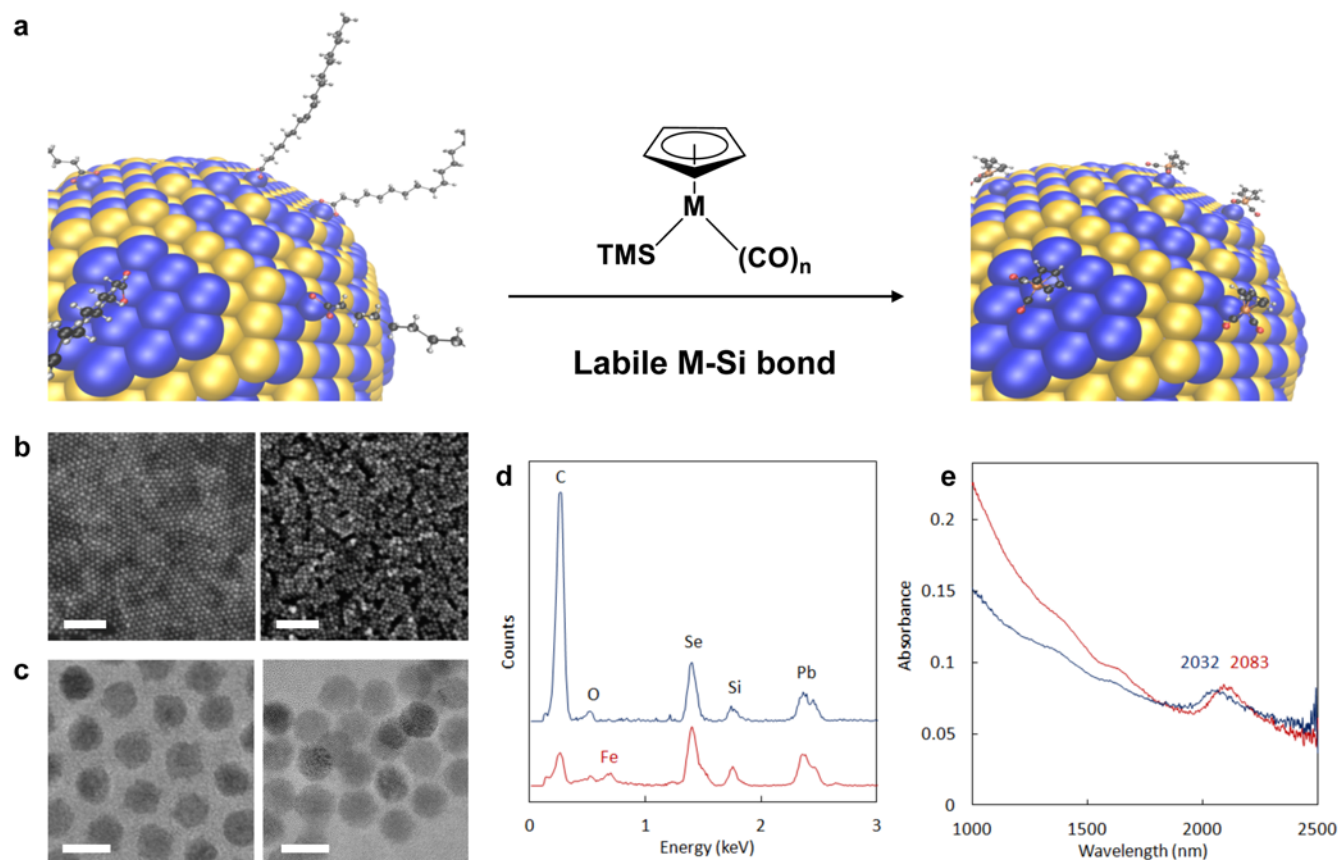 a
M
TMS
(CO)n
Labile M-Si bond
b
c
d
Counts
C
O
Fe
Se
Si
Pb
0
1
2
3
Energy (keV)
e
Absorbance
0.2
0.15
0.1
0.05
0
2032
2083
1000
1500
2000
2500
Wavelength (nm)